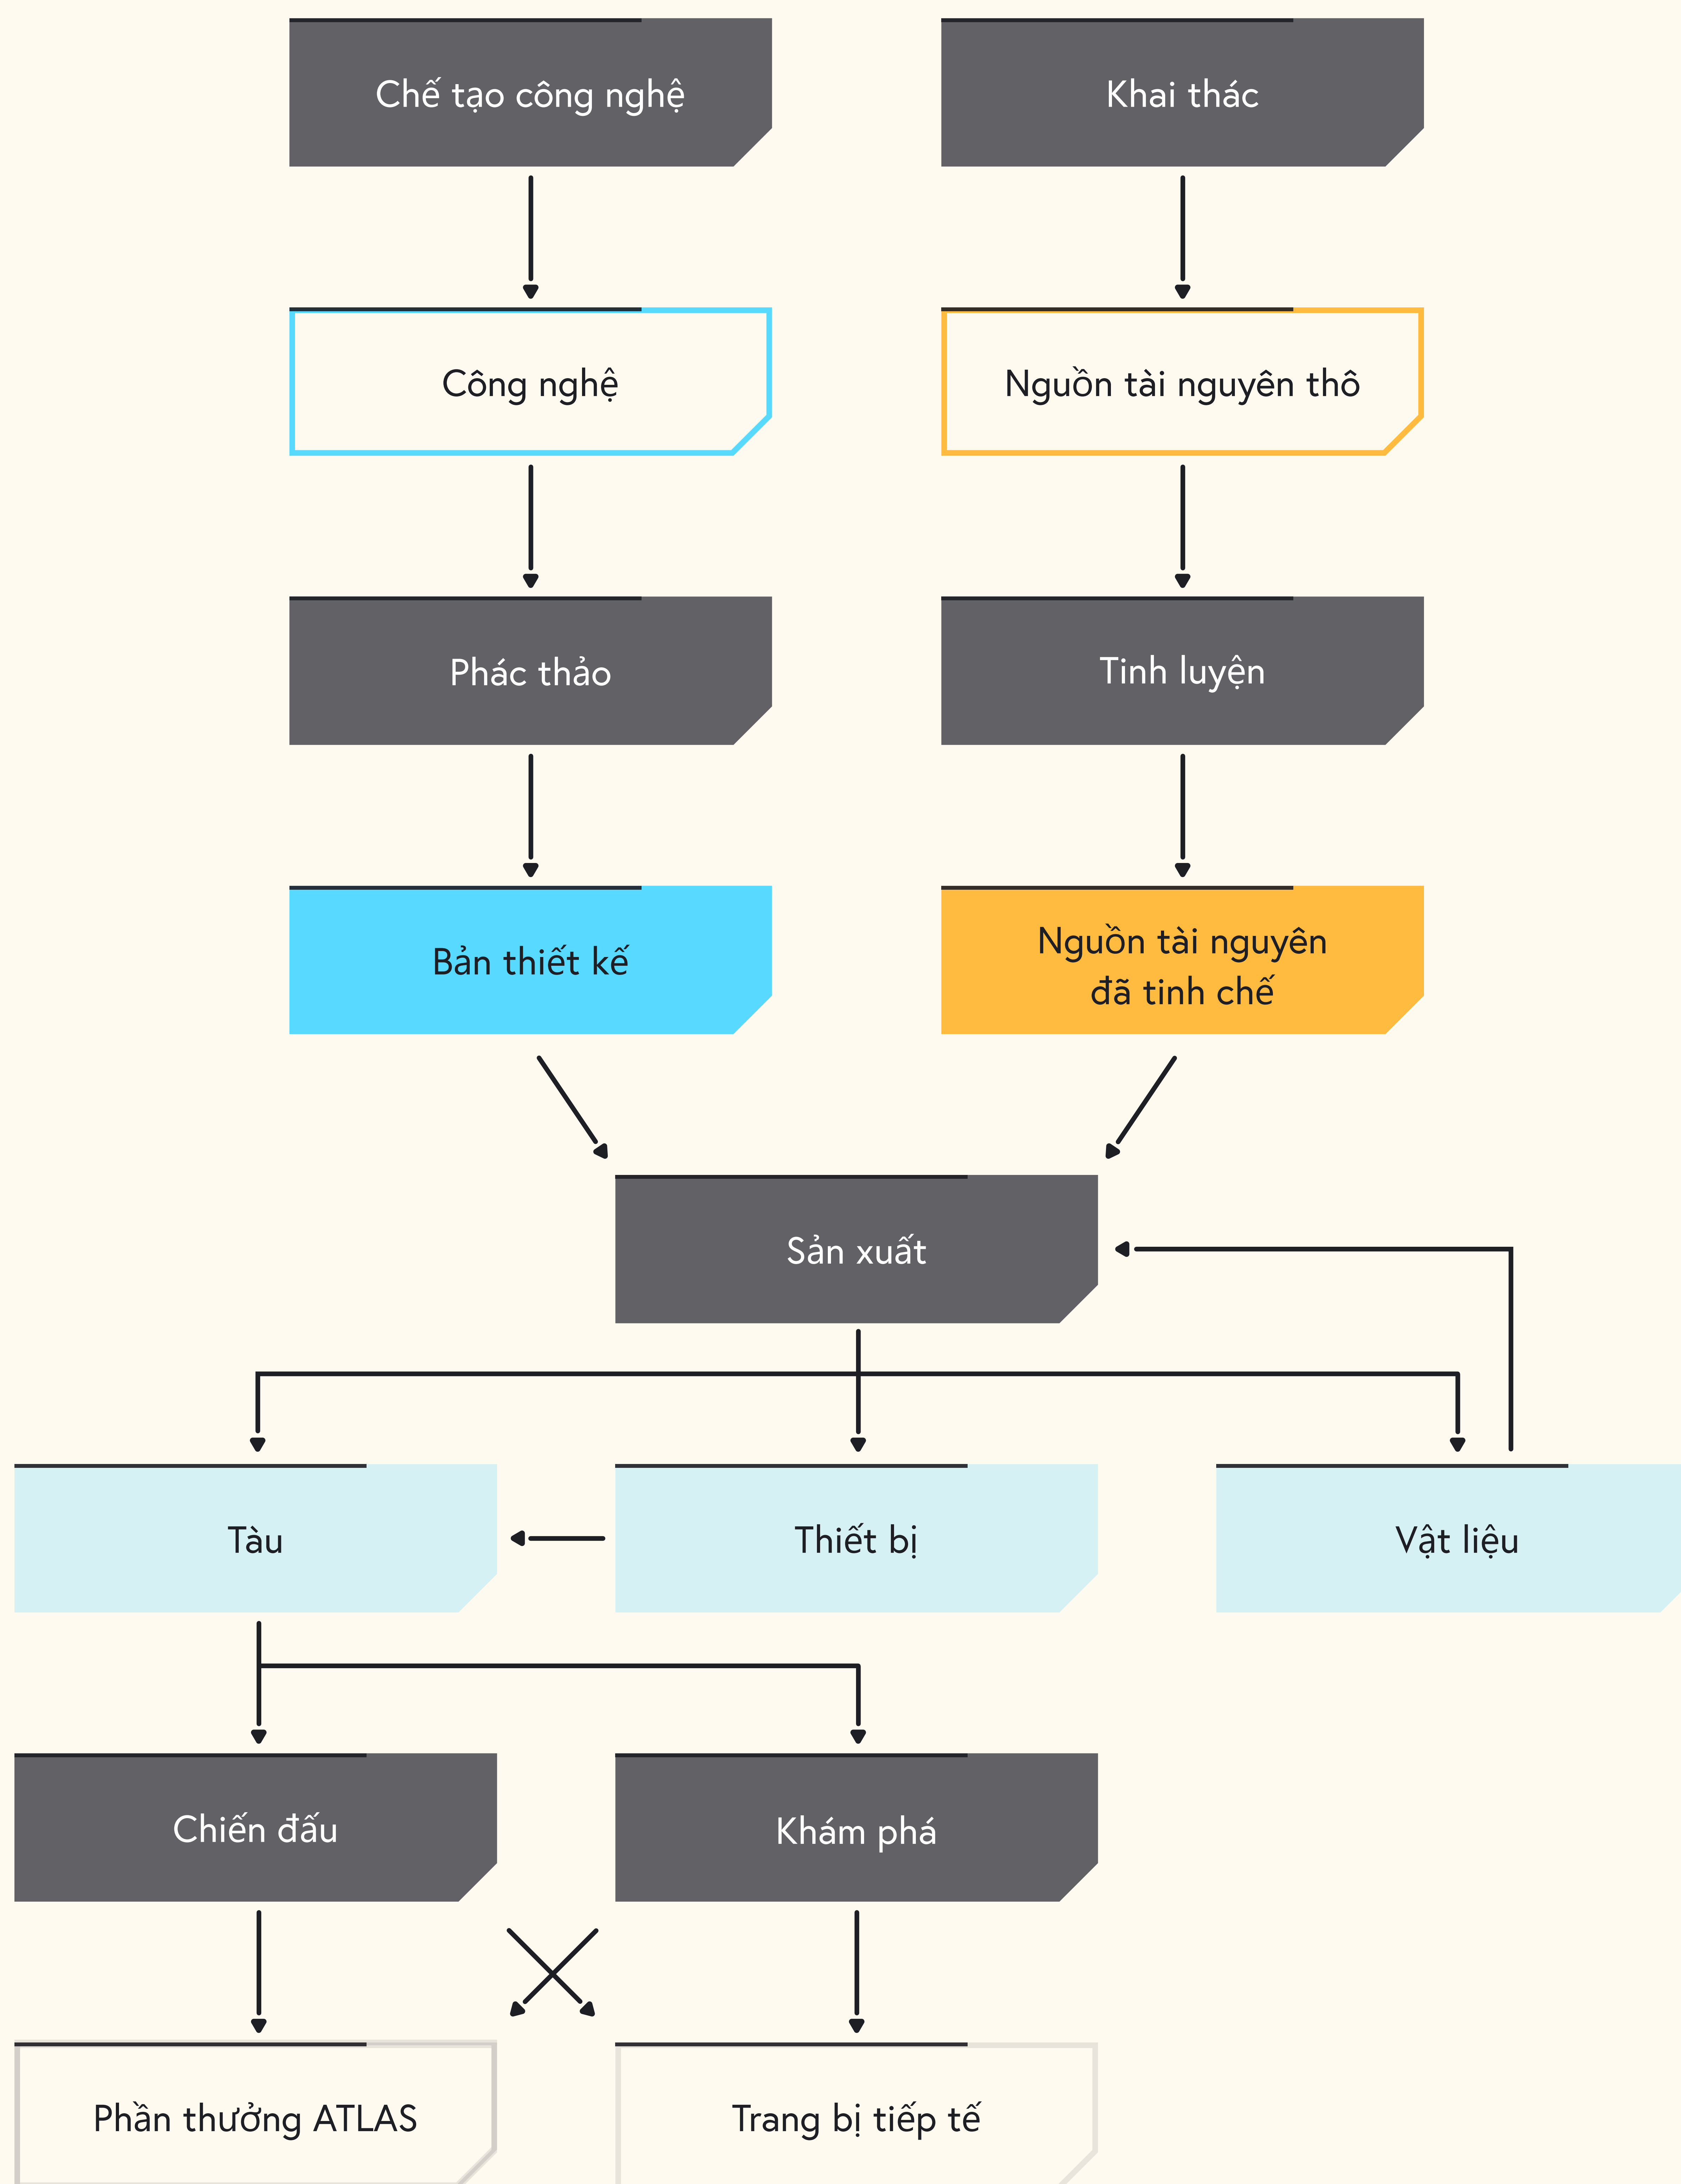 Chế tạo công nghệ
Khai thác
Công nghệ
Nguồn tài nguyên thô
Phác thảo
Tinh luyện
Bản thiết kế
Nguồn tài nguyên
đã tinh chế
Sản xuất
Tàu
Thiết bị
Vật liệu
Chiến đấu
Khám phá
Phần thưởng ATLAS
Trang bị tiếp tế